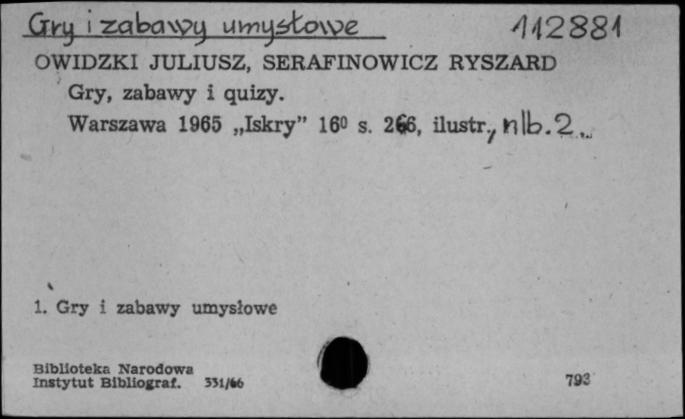 Gry i zabawy umysłowe 112881
OWIDZKI JULIUSZ, SERAFINOWICZ RYSZARD
Gry, zabawy i quizy.
Warszawa 1965 „Iskry” 16⁰ s. 266, ilustr., nlb. 2.
1. Gry i zabawy umysłowe
Biblioteka Narodowa
Instytut Bibliograf. 331/66 793